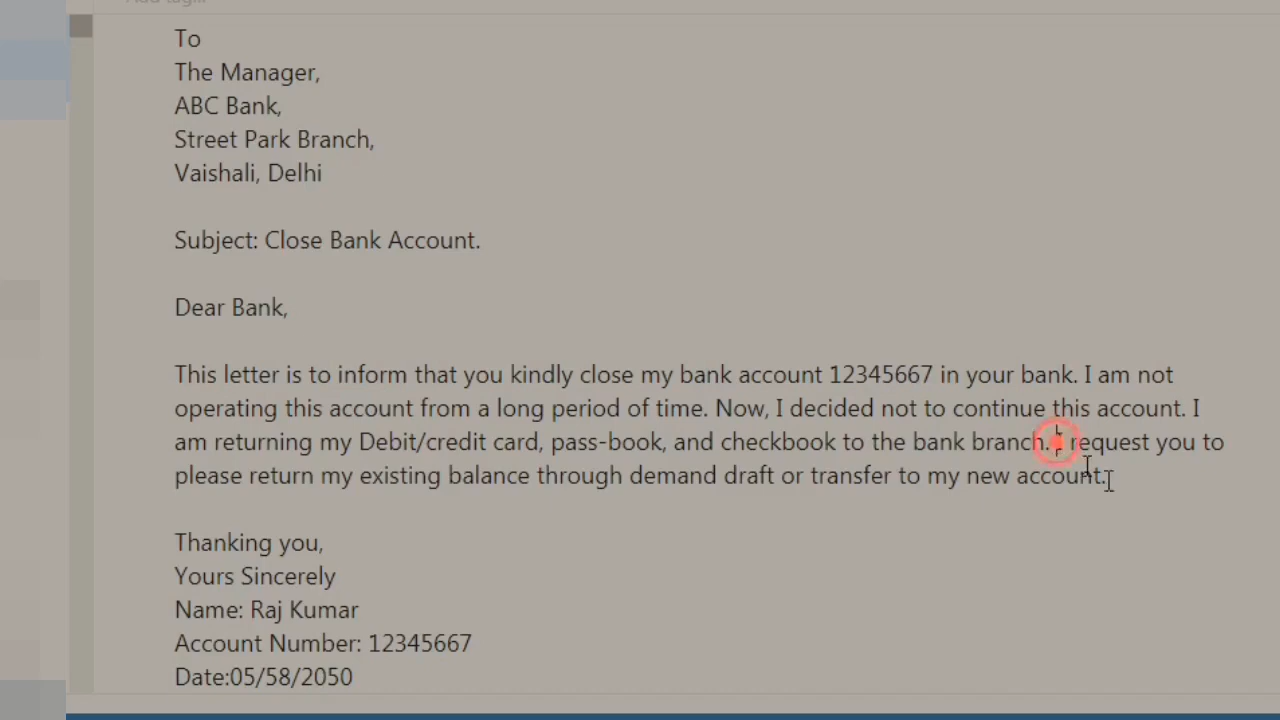 To
The Manager,
ABC Bank,
Street Park Branch,
Vaishali, Delhi
Subject: Close Bank Account.
Dear Bank,
This letter is to inform that you kindly close my bank account 12345667 in your bank. I am not
operating this account from a long period of time. Now, I decided not to continue this account. I
am returning my Debit/credit card, pass-book, and checkbook to the bank branch. I request you to
please return my existing balance through demand draft or transfer to my new account.
Thanking you,
Yours Sincerely
Name: Raj Kumar
Account Number: 12345667
Date:05/58/2050